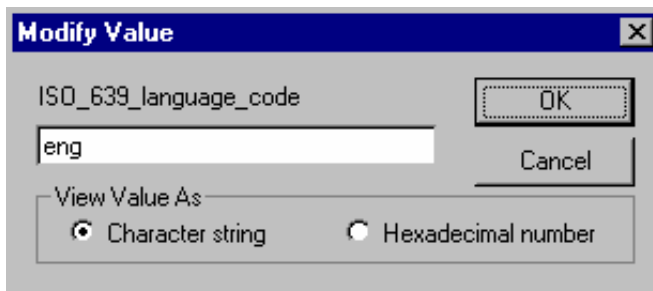 Modify Value
ISO_639_language_code
OK
eng
Cancel
View Value As
Character string
Hexadecimal number